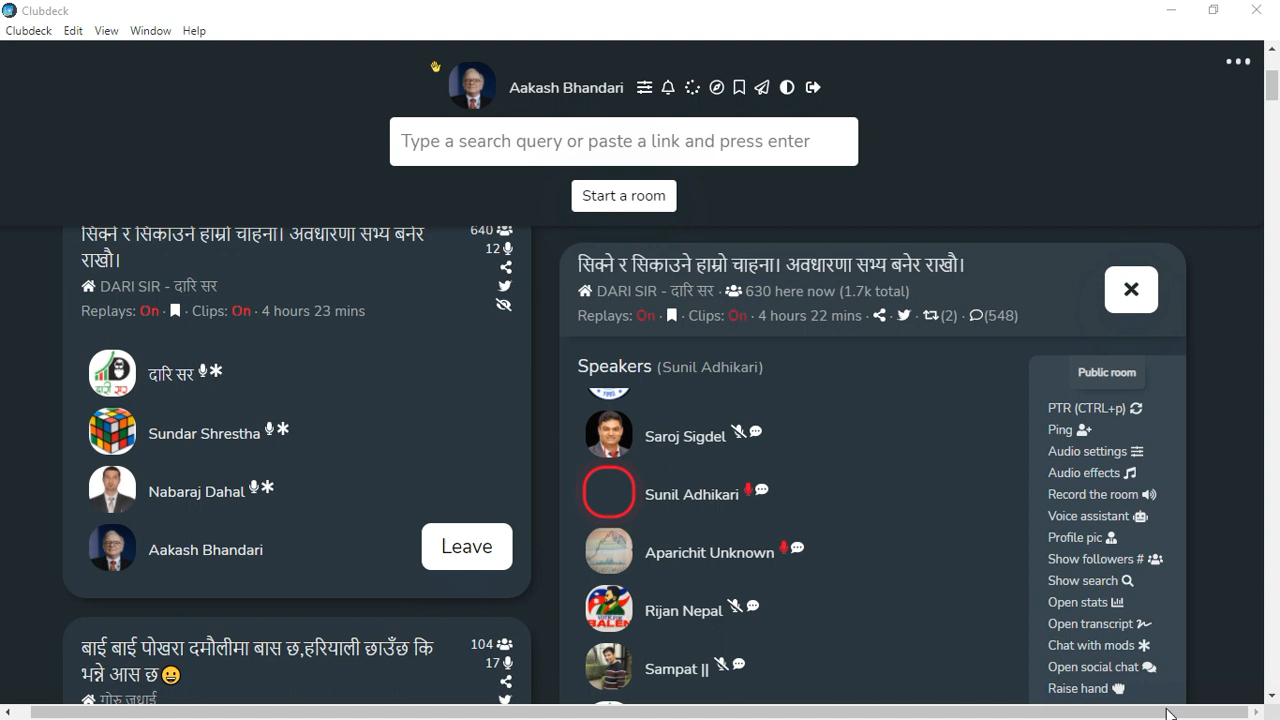 Clubdeck
Clubdeck Edit View Window Help
Aakash Bhandari
Type a search query or paste a link and press enter
Start a room
सिक्ने र सिकाउने हाम्रो चाहना। अवधारणा सभ्य बनेर
राखौ।
640
12
DARI SIR - दारि सर
Replays: On · Clips: On · 4 hours 23 mins
दारि सर
Sundar Shrestha
Nabaraj Dahal
Aakash Bhandari
Leave
बाई बाई पोखरा दमौलीमा बास छ,हरियाली छाउँछ कि
भन्ने आस छ
104
17
गोरु जुधाई
सिक्ने र सिकाउने हाम्रो चाहना। अवधारणा सभ्य बनेर राखौ।
DARI SIR - दारि सर · 630 here now (1.7k total)
Replays: On · Clips: On · 4 hours 22 mins · (2) · (548)
Speakers (Sunil Adhikari)
Saroj Sigdel
Sunil Adhikari
Aparichit Unknown
Rijan Nepal
Sampat ||
Public room
PTR (CTRL+p)
Ping
Audio settings
Audio effects
Record the room
Voice assistant
Profile pic
Show followers #
Show search
Open stats
Open transcript
Chat with mods
Open social chat
Raise hand